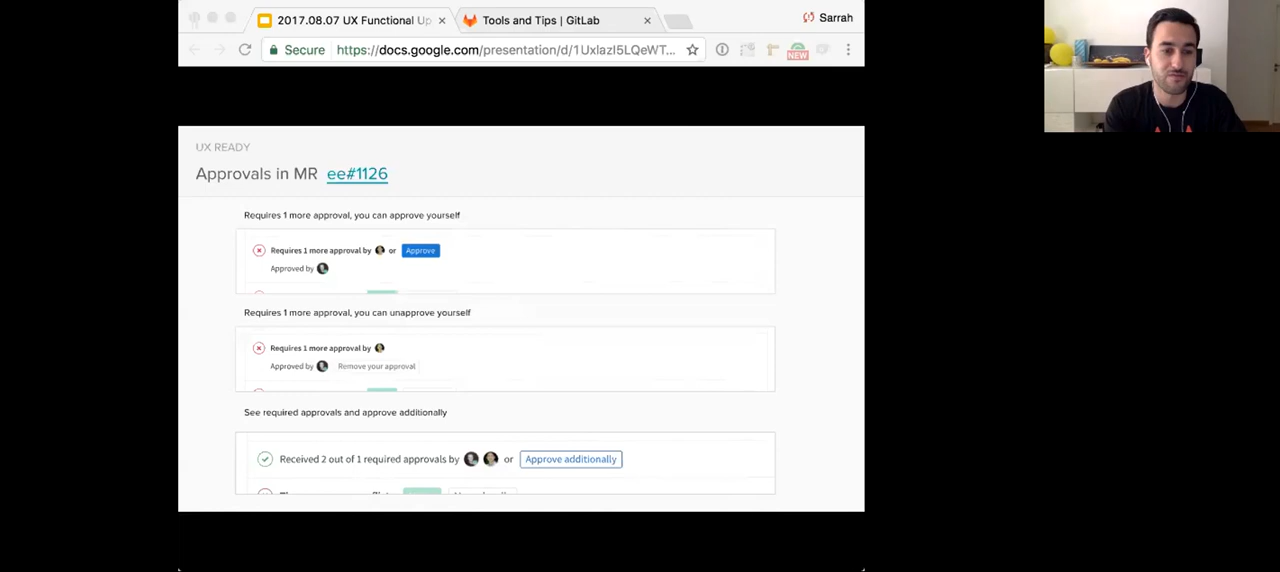 2017.08.07 UX Functional Up
Tools and Tips | GitLab
Sarrah
Secure
https://docs.google.com/presentation/d/1UxlazI5LQeWT...
NEW
UX READY
Approvals in MR ee#1126
Requires 1 more approval, you can approve yourself
Requires 1 more approval by or Approve
Approved by
Requires 1 more approval, you can unapprove yourself
Requires 1 more approval by
Approved by Remove your approval
See required approvals and approve additionally
Received 2 out of 1 required approvals by or Approve additionally